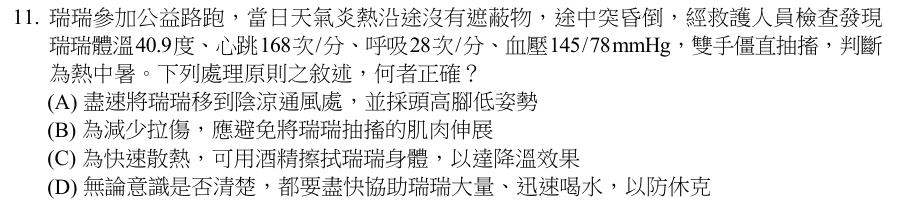 11. 瑞瑞參加公益路跑，當日天氣炎熱沿途沒有遮蔽物，途中突昏倒，經救護人員檢查發現
瑞瑞體溫40.9度、心跳168次/分、呼吸28次/分、血壓145/78mmHg，雙手僵直抽搐，判斷
為熱中暑。下列處理原則之敘述，何者正確？
(A) 盡速將瑞瑞移到陰涼通風處，並採頭高腳低姿勢
(B) 為減少拉傷，應避免將瑞瑞抽搐的肌肉伸展
(C) 為快速散熱，可用酒精擦拭瑞瑞身體，以達降溫效果
(D) 無論意識是否清楚，都要盡快協助瑞瑞大量、迅速喝水，以防休克